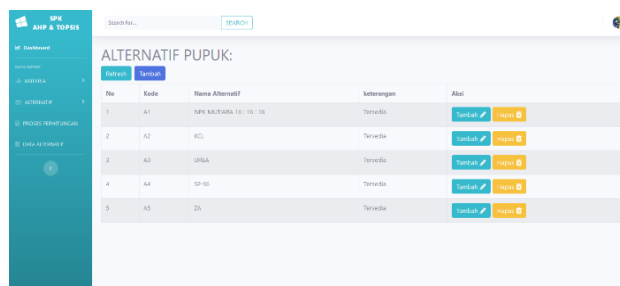 SPK
AHP & TOPSIS
Search for...
SEARCH
Dashboard
KRITERIA
ALTERNATIF
PROSES PERHITUNGAN
DATA ALTERNATIF
ALTERNATIF PUPUK:
Refresh Tambah
No Kode Nama Alternatif keterangan Aksi
1 A1 NPK MUTIARA 16 : 16 : 16 Tersedia Tambah Hapus
2 A2 KCL Tersedia Tambah Hapus
3 A3 UREA Tersedia Tambah Hapus
4 A4 SP-36 Tersedia Tambah Hapus
5 A5 ZA Tersedia Tambah Hapus